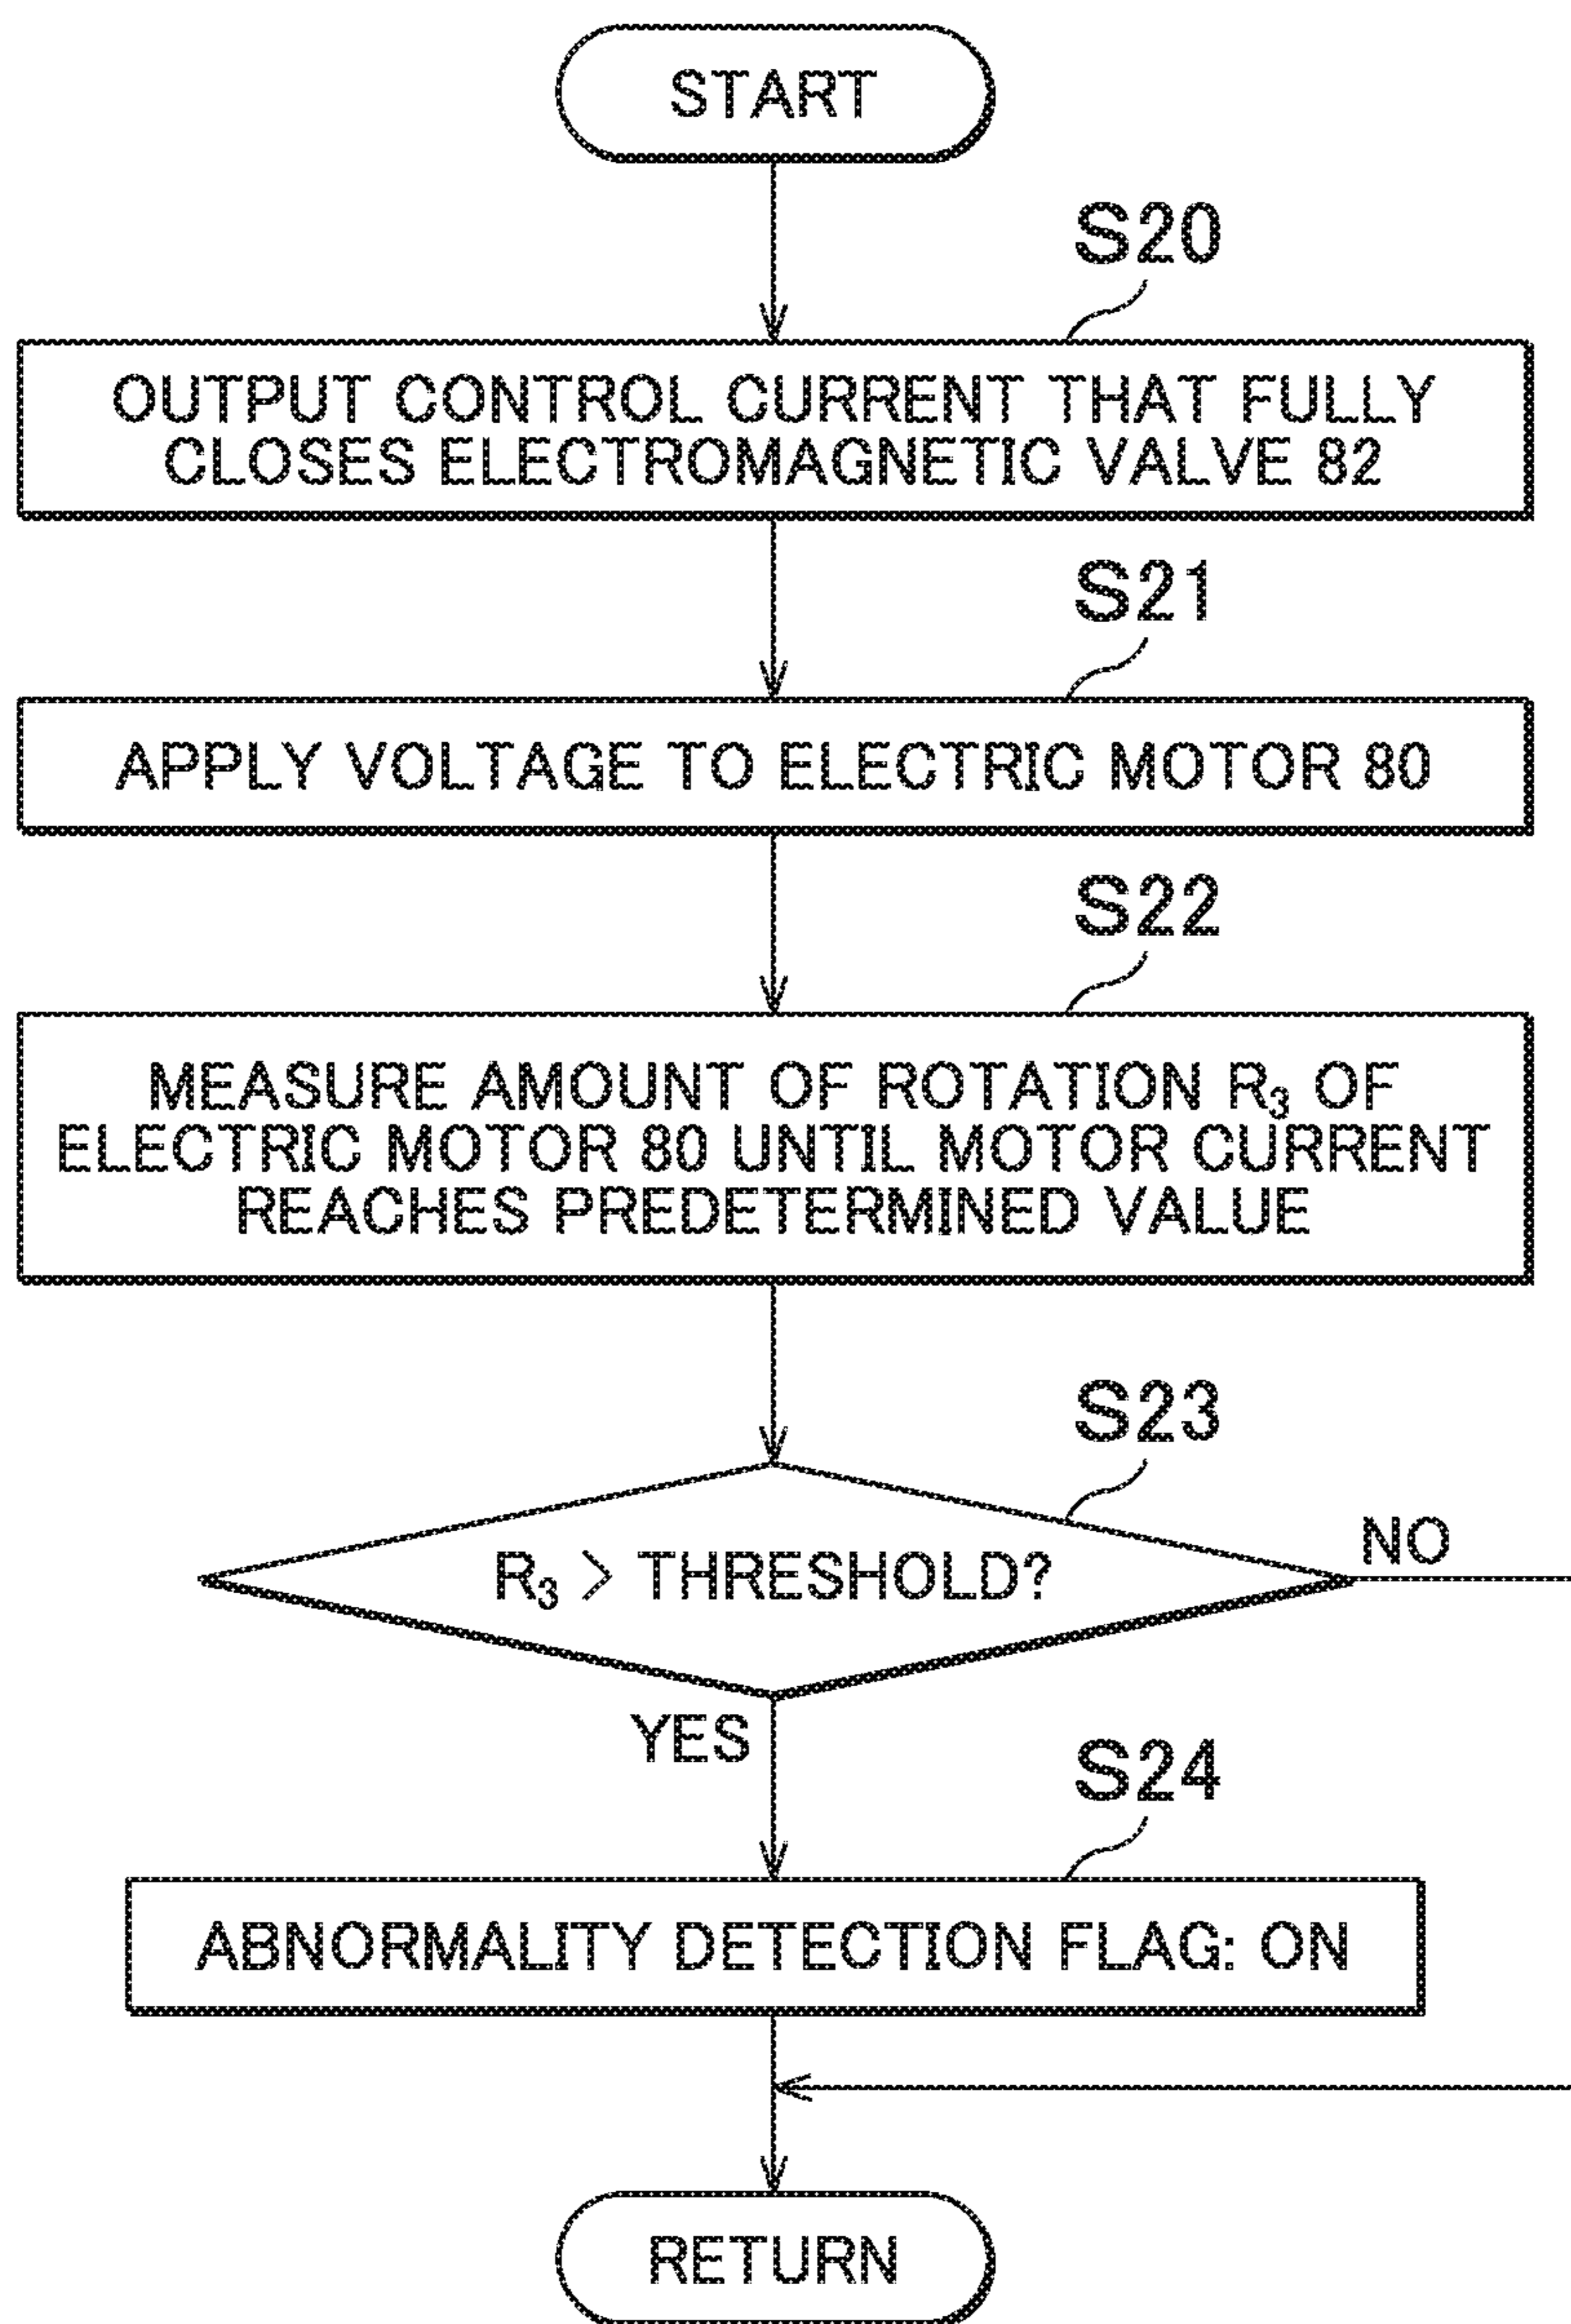 START
S20
OUTPUT CONTROL CURRENT THAT FULLY
CLOSES ELECTROMAGNETIC VALVE 82
S21
APPLY VOLTAGE TO ELECTRIC MOTOR 80
S22
MEASURE AMOUNT OF ROTATION R₃ OF
ELECTRIC MOTOR 80 UNTIL MOTOR CURRENT
REACHES PREDETERMINED VALUE
S23
R₃ > THRESHOLD?
NO
YES
S24
ABNORMALITY DETECTION FLAG: ON
RETURN